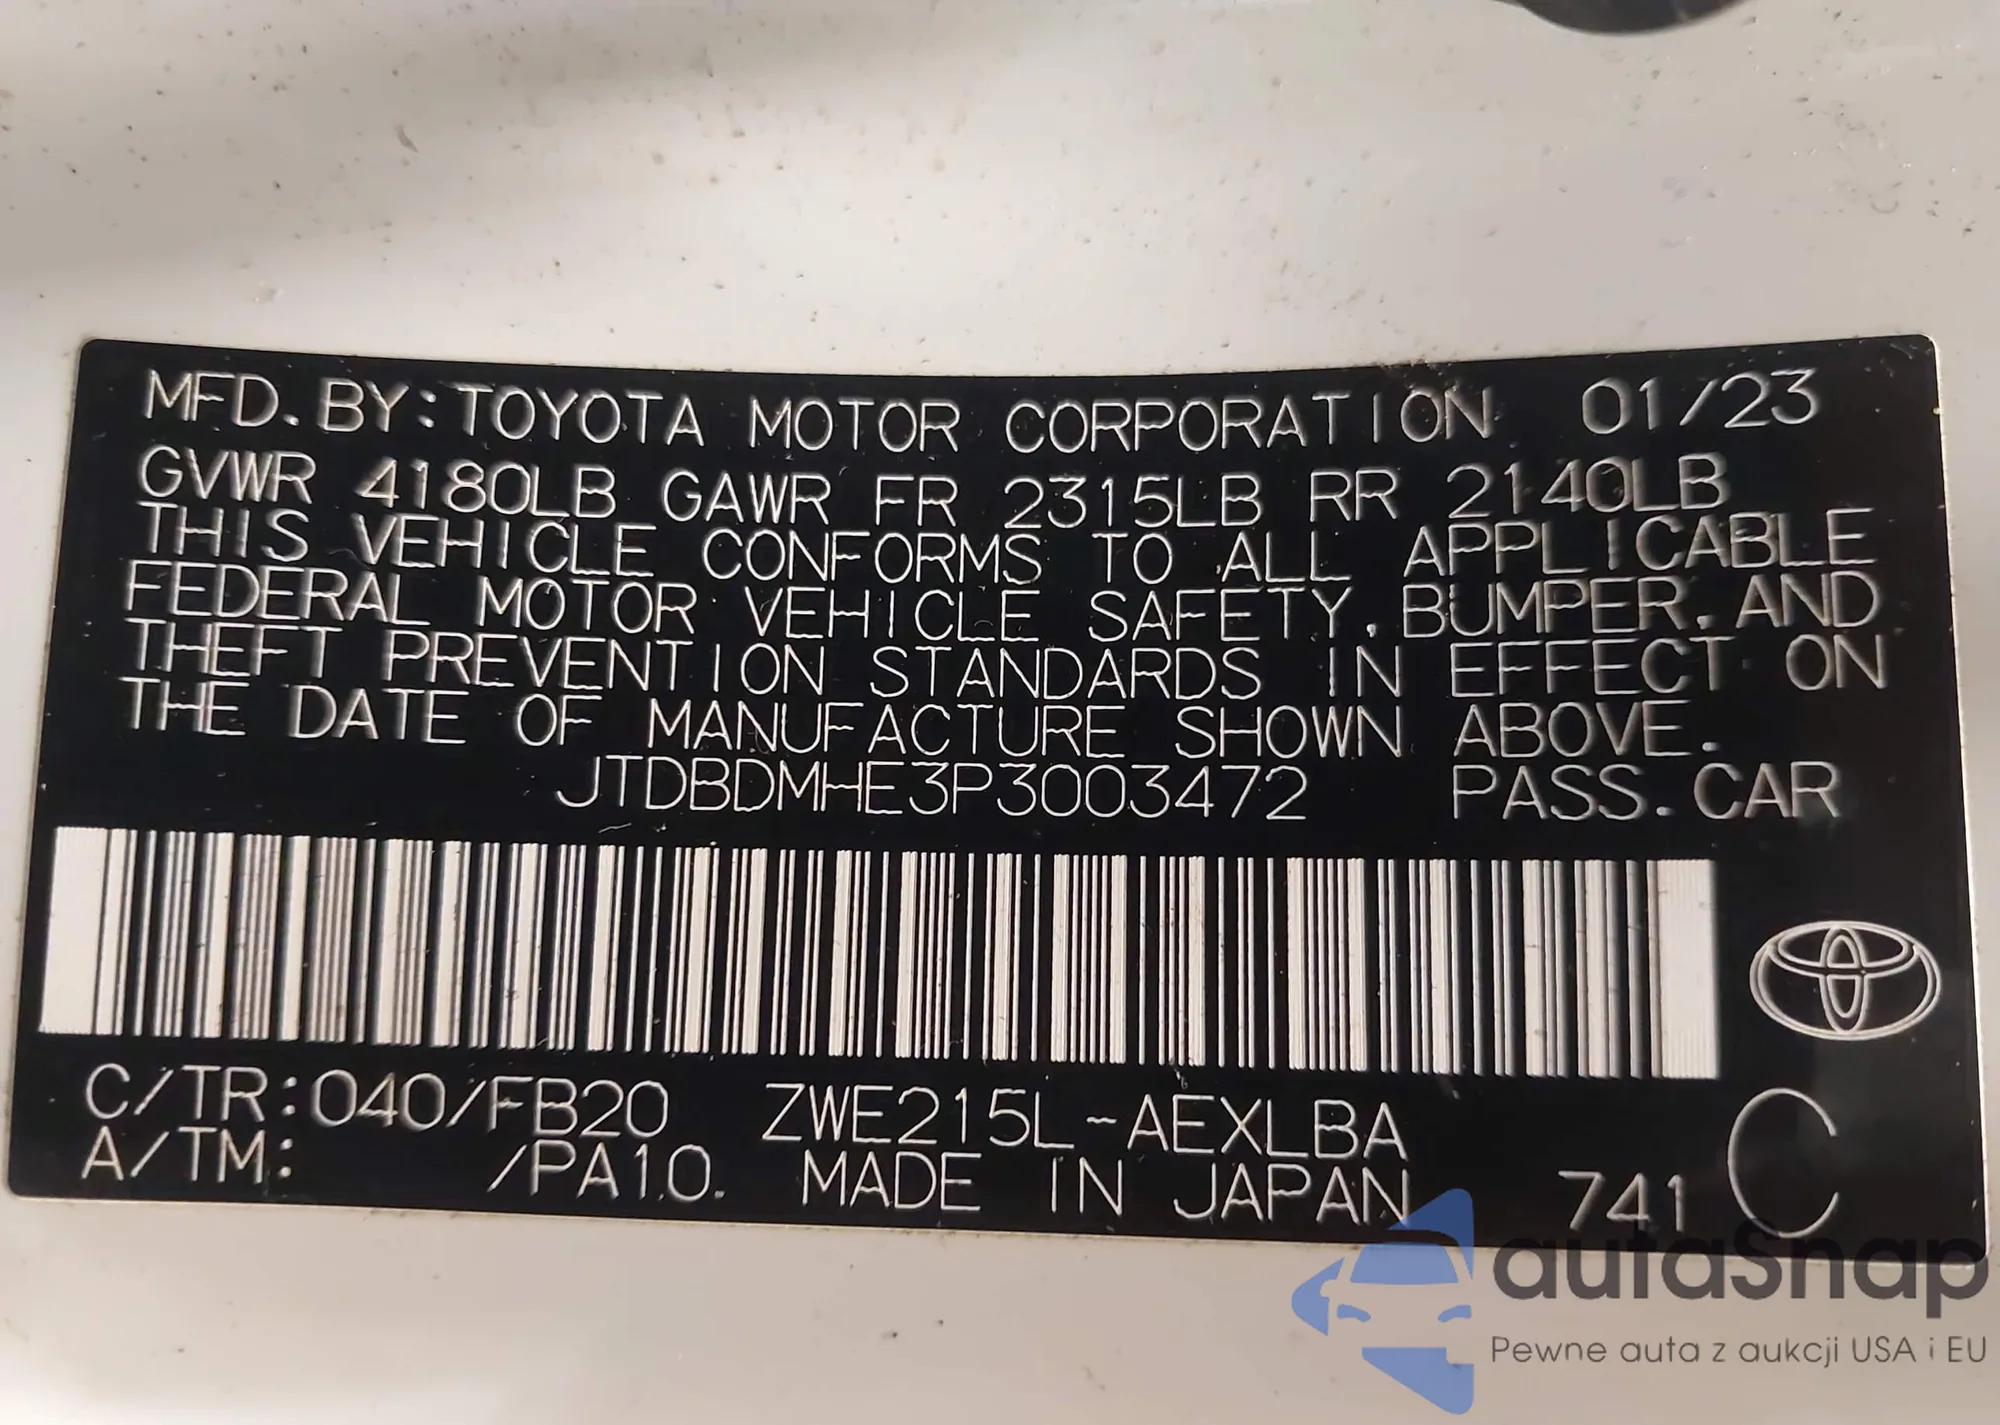 MFD. BY: TOYOTA MOTOR CORPORATION 01/23
GVWR 4180LB GAWR FR 2315LB RR 2140LB
THIS VEHICLE CONFORMS TO ALL APPLICABLE
FEDERAL MOTOR VEHICLE SAFETY, BUMPER, AND
THEFT PREVENTION STANDARDS IN EFFECT ON
THE DATE OF MANUFACTURE SHOWN ABOVE.
JTDBDMHE3P3003472 PASS. CAR
C/TR: 040/FB20 ZWE215L-AEXLBA C
A/TM: /PA10. MADE IN JAPAN 741
autaSnap
Pewne auta z aukcji USA i EU